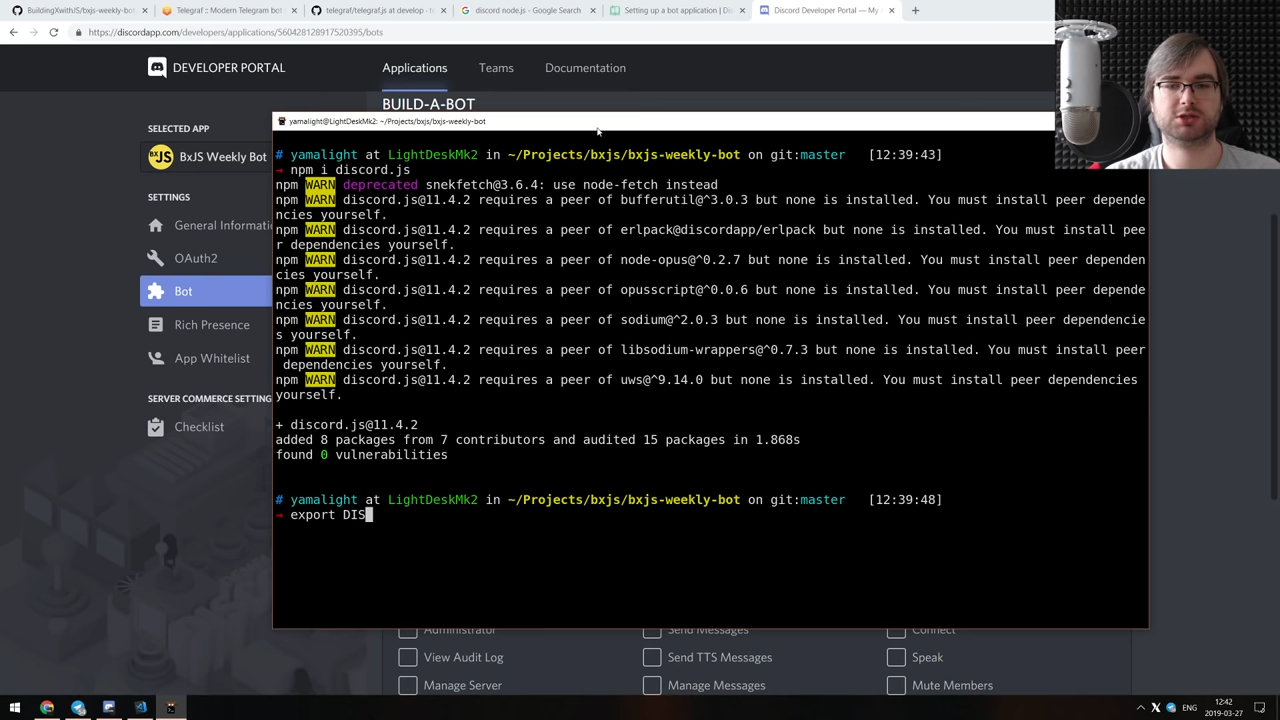 BuildingXwithJS/bxjs-weekly-bot
Telegraf :: Modern Telegram bot
telegraf/telegraf.js at develop · te
discord node.js - Google Search
Setting up a bot application | Di
Discord Developer Portal — My
https://discordapp.com/developers/applications/560428128917520395/bots
DEVELOPER PORTAL
Applications
Teams
Documentation
BUILD-A-BOT
SELECTED APP
BxJS
BxJS Weekly Bot
SETTINGS
General Informati
OAuth2
Bot
Rich Presence
App Whitelist
SERVER COMMERCE SETTING
Checklist
yamalight@LightDeskMk2: ~/Projects/bxjs/bxjs-weekly-bot
# yamalight at LightDeskMk2 in ~/Projects/bxjs/bxjs-weekly-bot on git:master [12:39:43]
→ npm i discord.js
npm WARN deprecated snekfetch@3.6.4: use node-fetch instead
npm WARN discord.js@11.4.2 requires a peer of bufferutil@^3.0.3 but none is installed. You must install peer depende
ncies yourself.
npm WARN discord.js@11.4.2 requires a peer of erlpack@discordapp/erlpack but none is installed. You must install pee
r dependencies yourself.
npm WARN discord.js@11.4.2 requires a peer of node-opus@^0.2.7 but none is installed. You must install peer dependen
cies yourself.
npm WARN discord.js@11.4.2 requires a peer of opusscript@^0.0.6 but none is installed. You must install peer depende
ncies yourself.
npm WARN discord.js@11.4.2 requires a peer of sodium@^2.0.3 but none is installed. You must install peer dependencie
s yourself.
npm WARN discord.js@11.4.2 requires a peer of libsodium-wrappers@^0.7.3 but none is installed. You must install peer
dependencies yourself.
npm WARN discord.js@11.4.2 requires a peer of uws@^9.14.0 but none is installed. You must install peer dependencies
yourself.
+ discord.js@11.4.2
added 8 packages from 7 contributors and audited 15 packages in 1.868s
found 0 vulnerabilities
# yamalight at LightDeskMk2 in ~/Projects/bxjs/bxjs-weekly-bot on git:master [12:39:48]
→ export DIS
Administrator
Send Messages
Connect
View Audit Log
Send TTS Messages
Speak
Manage Server
Manage Messages
Mute Members
ENG
12:42
2019-03-27